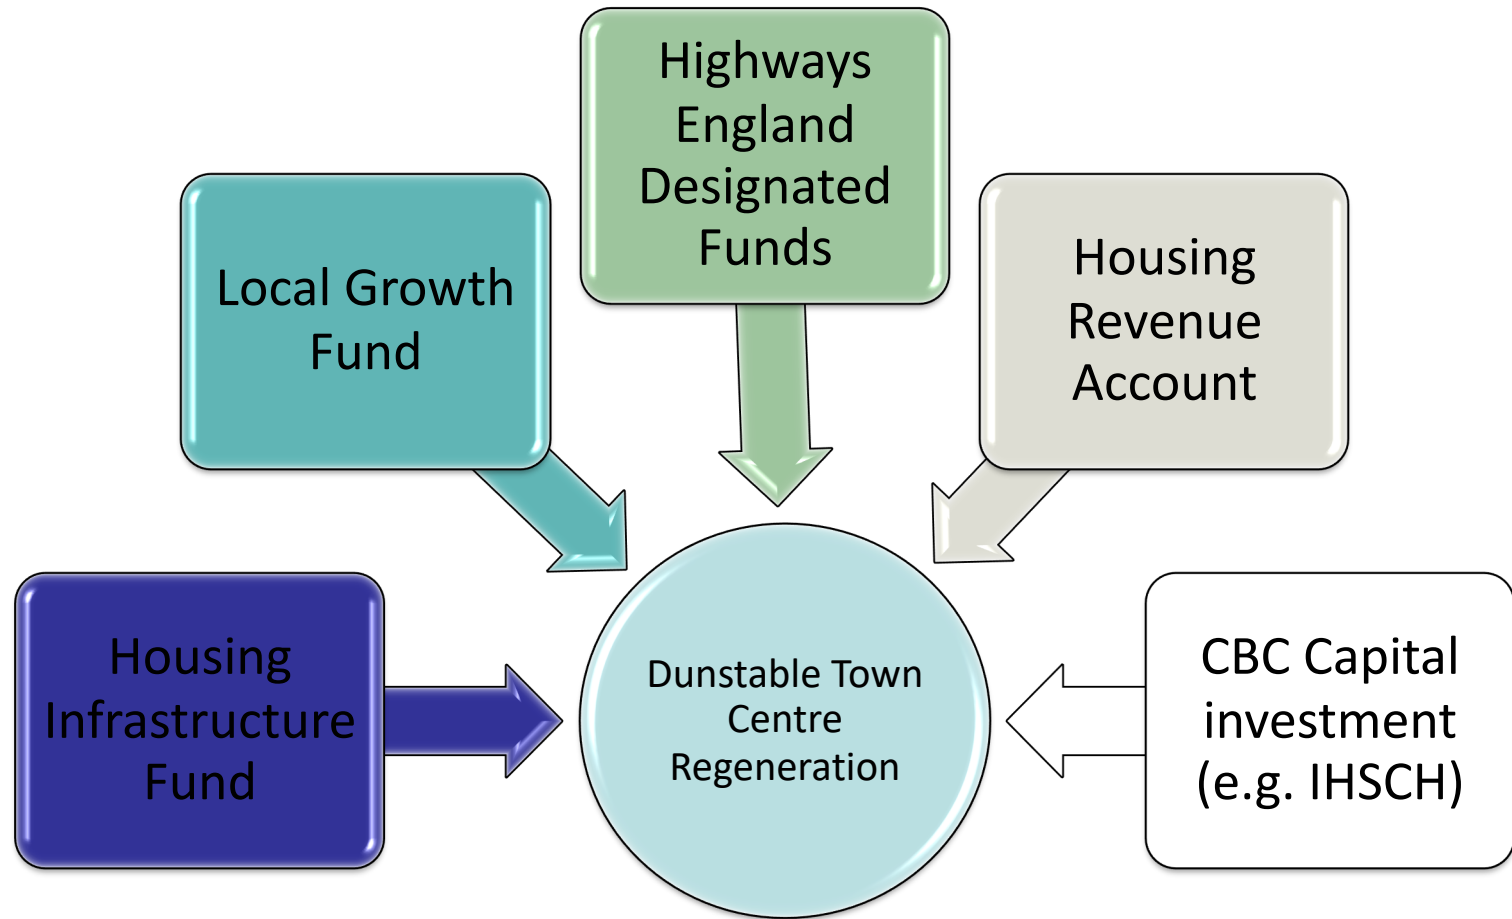 Highways
England
Designated
Funds
Local Growth
Fund
Housing
Revenue
Account
Housing
Infrastructure
Fund
Dunstable Town
Centre
Regeneration
CBC Capital
investment
(e.g. IHSCH)